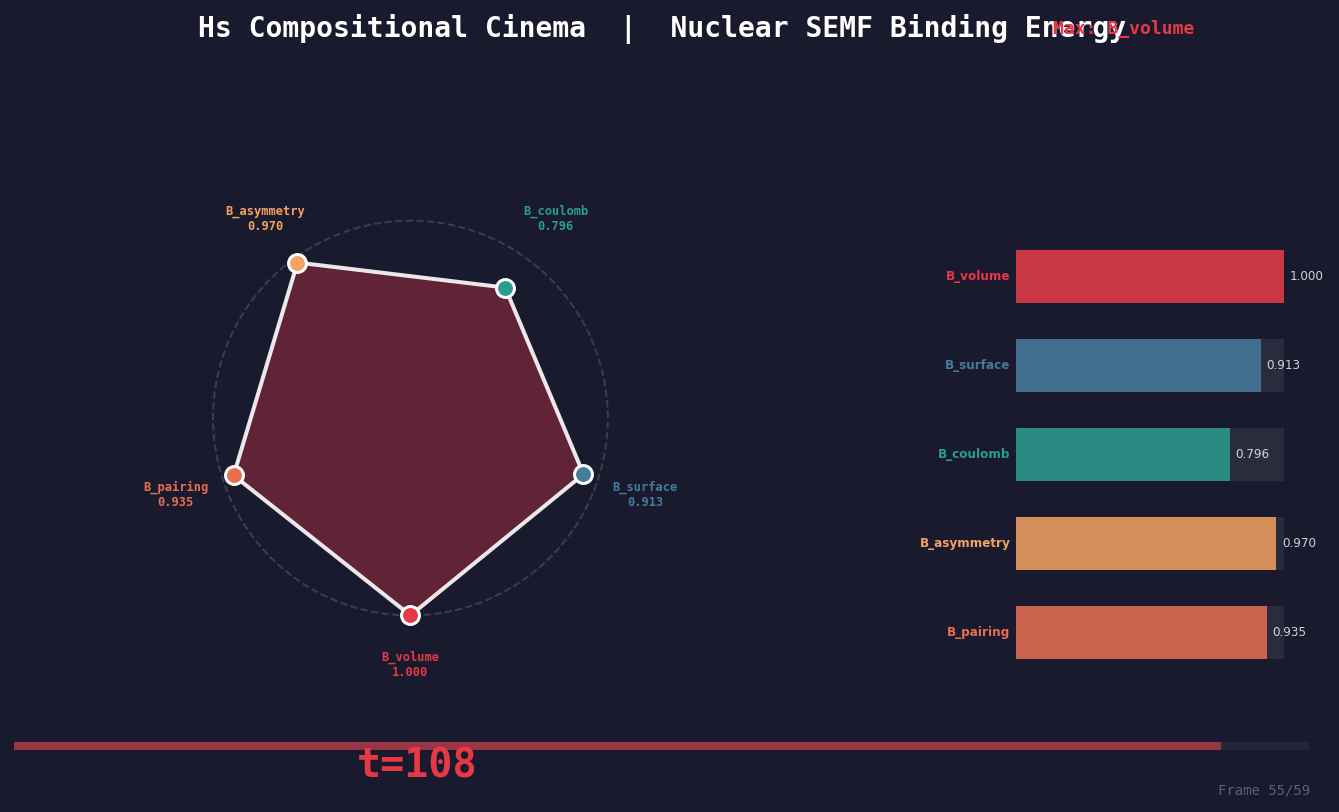 Hs Compositional Cinema | Nuclear SEMF Binding Energy
Max: B_volume
B_asymmetry
0.970
B_coulomb
0.796
B_pairing
0.935
B_surface
0.913
B_volume
1.000
B_volume 1.000
B_surface 0.913
B_coulomb 0.796
B_asymmetry 0.970
B_pairing 0.935
t=108
Frame 55/59